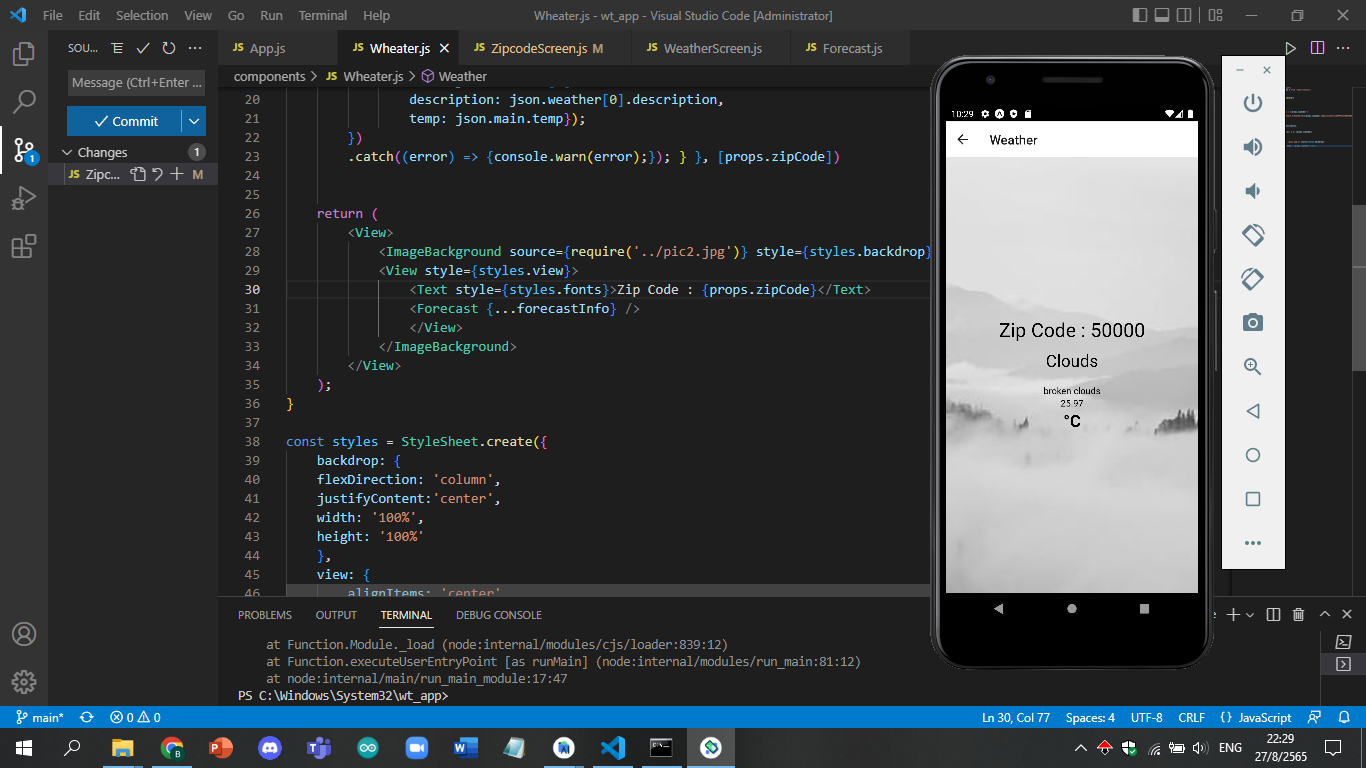 File Edit Selection View Go Run Terminal Help
Wheater.js - wt_app - Visual Studio Code [Administrator]
SOU...
Message (Ctrl+Enter ...
Commit
Changes 1
JS Zipc... M
1
JS App.js
JS Wheater.js
JS ZipcodeScreen.js M
JS WeatherScreen.js
JS Forecast.js
components > JS Wheater.js > Weather
20 description: json.weather[0].description,
21 temp: json.main.temp});
22 })
23 .catch((error) => {console.warn(error);}); } }, [props.zipCode])
24
25
26 return (
27 <View>
28 <ImageBackground source={require('../pic2.jpg')} style={styles.backdrop}
29 <View style={styles.view}>
30 <Text style={styles.fonts}>Zip Code : {props.zipCode}</Text>
31 <Forecast {...forecastInfo} />
32 </View>
33 </ImageBackground>
34 </View>
35 );
36 }
37
38 const styles = StyleSheet.create({
39 backdrop: {
40 flexDirection: 'column',
41 justifyContent:'center',
42 width: '100%',
43 height: '100%'
44 },
45 view: {
46 alignItems: 'center'
PROBLEMS OUTPUT TERMINAL DEBUG CONSOLE
at Function.Module._load (node:internal/modules/cjs/loader:839:12)
at Function.executeUserEntryPoint [as runMain] (node:internal/modules/run_main:81:12)
at node:internal/main/run_main_module:17:47
PS C:\Windows\System32\wt_app>
10:29
Weather
Zip Code : 50000
Clouds
broken clouds
25.97
°C
main* 0 0
Ln 30, Col 77 Spaces: 4 UTF-8 CRLF {} JavaScript
ENG
22:29
27/8/2565